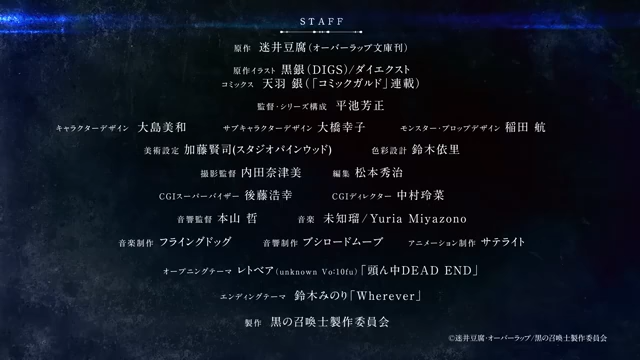 STAFF
原作 迷井豆腐(オーバーラップ文庫刊)
原作イラスト 黒銀(DIGS)/ダイエクスト
コミックス 天羽 銀(「コミックガルド」連載)
監督・シリーズ構成 平池芳正
キャラクターデザイン 大島美和 サブキャラクターデザイン 大橋幸子 モンスター・プロップデザイン 稲田 航
美術設定 加藤賢司(スタジオパインウッド) 色彩設計 鈴木依里
撮影監督 内田奈津美 編集 松本秀治
CGIスーパーバイザー 後藤浩幸 CGIディレクター 中村玲菜
音響監督 本山 哲 音楽 未知瑠/Yuria Miyazono
音楽制作 フライングドッグ 音響制作 ブシロードムーブ アニメーション制作 サテライト
オープニングテーマ レトベア(unknown Vo:10fu)「頭ん中DEAD END」
エンディングテーマ 鈴木みのり「Wherever」
製作 黒の召喚士製作委員会
©迷井豆腐・オーバーラップ/黒の召喚士製作委員会